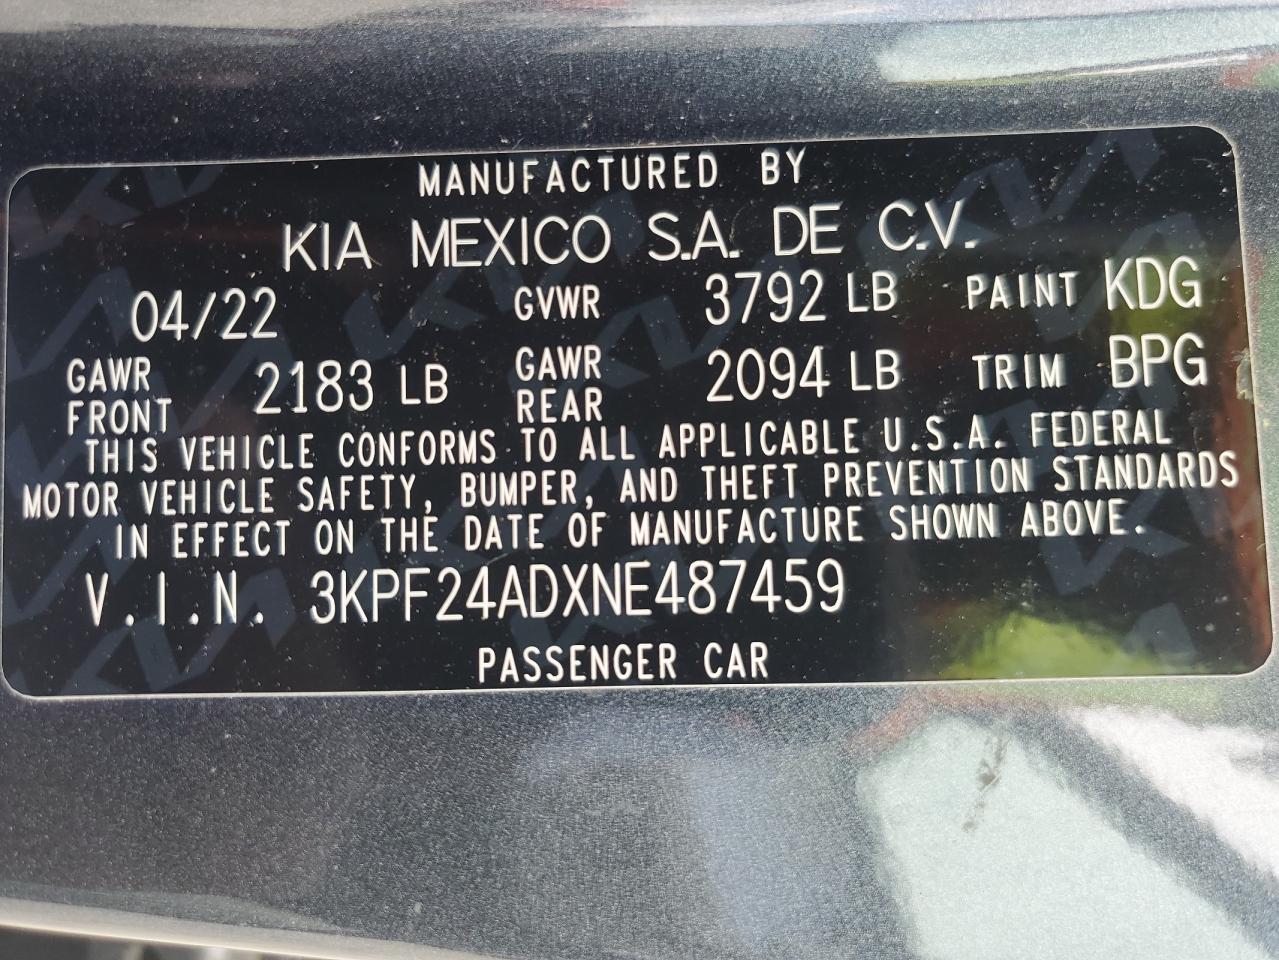 MANUFACTURED BY
KIA MEXICO S.A. DE C.V.
04/22 GVWR 3792 LB PAINT KDG
GAWR FRONT 2183 LB GAWR REAR 2094 LB TRIM BPG
THIS VEHICLE CONFORMS TO ALL APPLICABLE U.S.A. FEDERAL
MOTOR VEHICLE SAFETY, BUMPER, AND THEFT PREVENTION STANDARDS
IN EFFECT ON THE DATE OF MANUFACTURE SHOWN ABOVE.
V.I.N. 3KPF24ADXNE487459
PASSENGER CAR